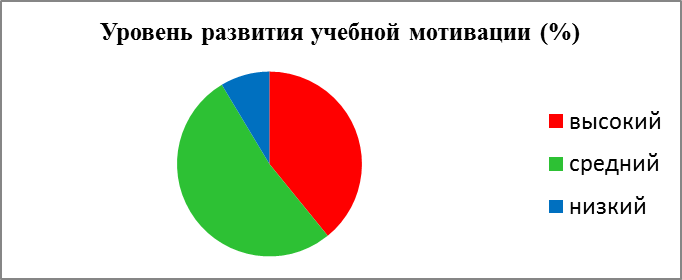 Уровень развития учебной мотивации (%)
высокий
средний
низкий